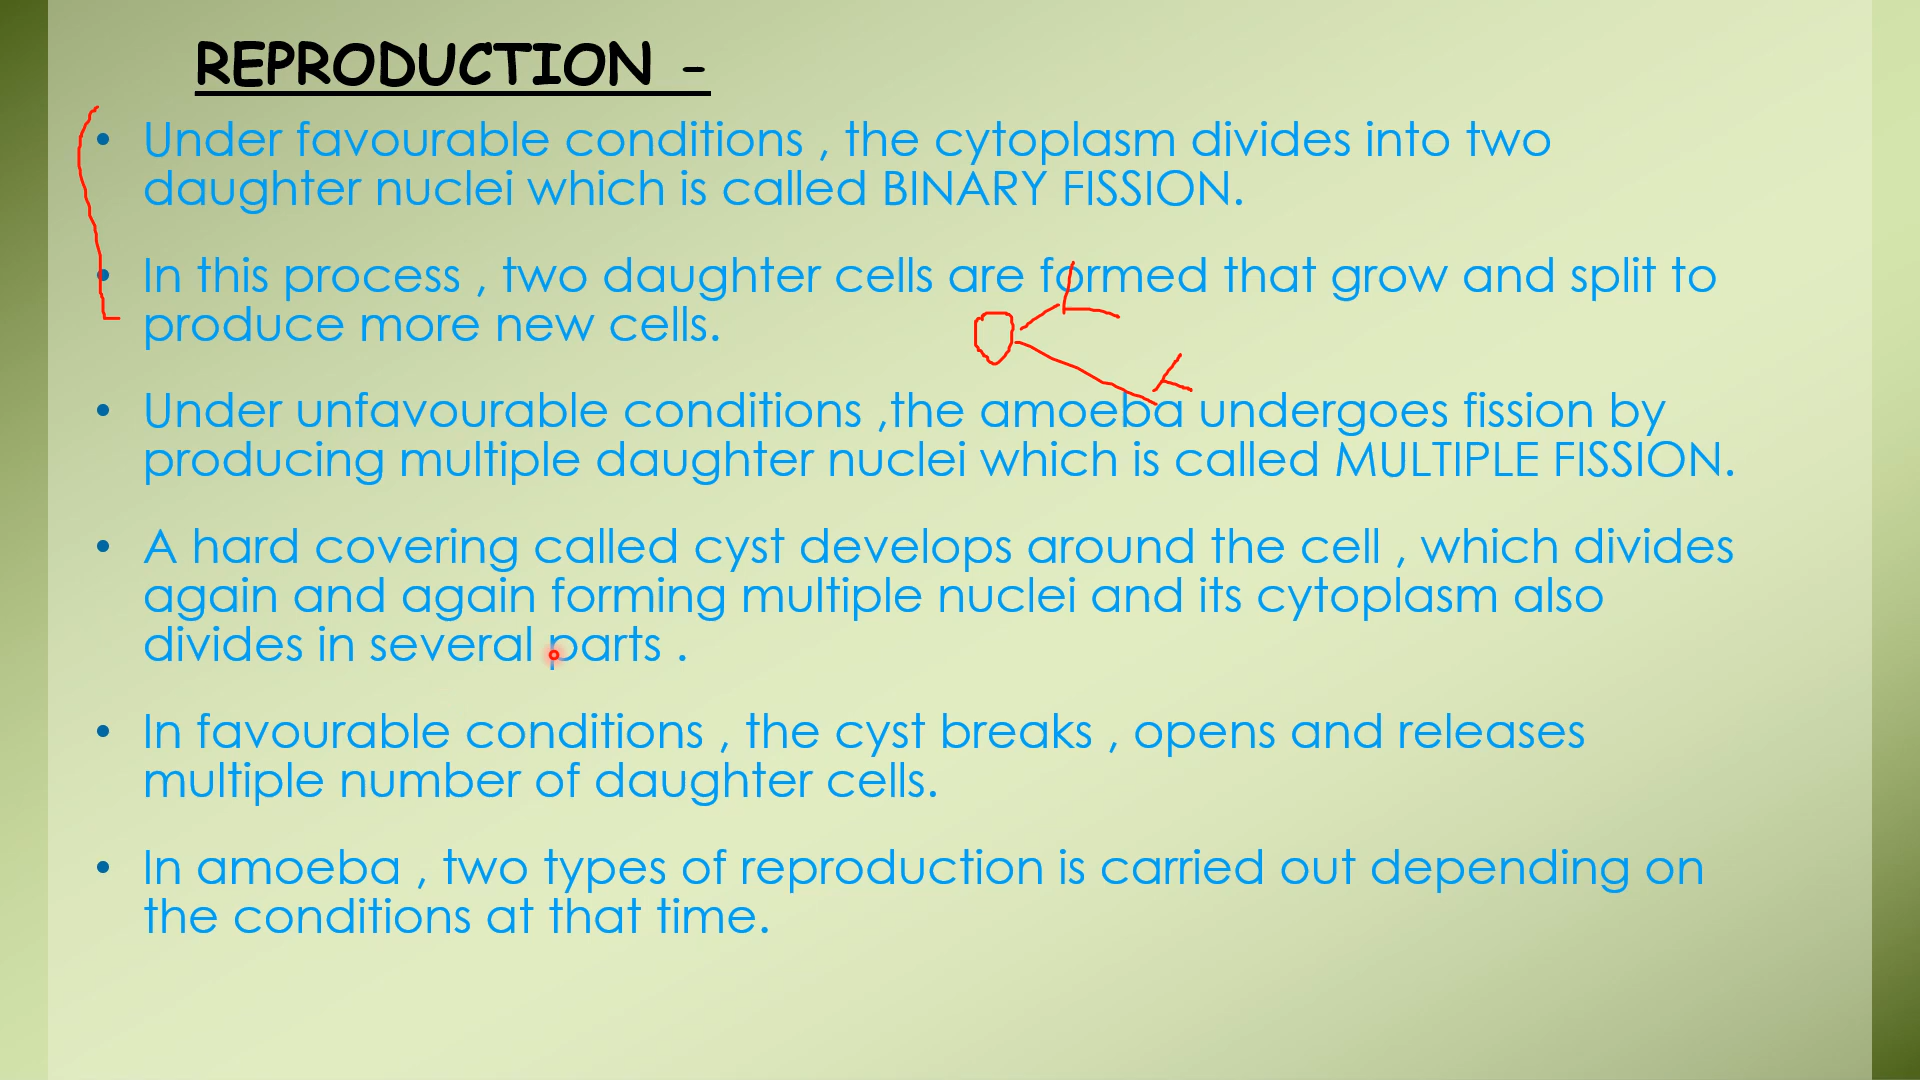 REPRODUCTION -
• Under favourable conditions , the cytoplasm divides into two
daughter nuclei which is called BINARY FISSION.
• In this process , two daughter cells are formed that grow and split to
produce more new cells.
• Under unfavourable conditions ,the amoeba undergoes fission by
producing multiple daughter nuclei which is called MULTIPLE FISSION.
• A hard covering called cyst develops around the cell , which divides
again and again forming multiple nuclei and its cytoplasm also
divides in several parts .
• In favourable conditions , the cyst breaks , opens and releases
multiple number of daughter cells.
• In amoeba , two types of reproduction is carried out depending on
the conditions at that time.